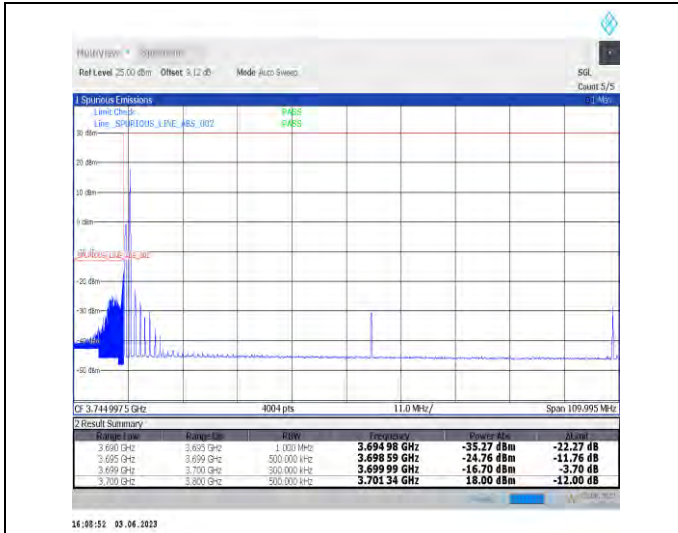 MultiView Spectrum
Ref Level 25.00 dBm Offset 9.12 dB Mode Auto Sweep SGL
Count 5/5
1 Spurious Emissions
Limit Check PASS
Line _SPURIOUS_LINE_ABS_002 PASS
30 dBm
20 dBm
10 dBm
0 dBm
_SPURIOUS_LINE_ABS_002
-20 dBm
-30 dBm
-40 dBm
-50 dBm
CF 3.7449975 GHz 4004 pts 11.0 MHz/ Span 109.995 MHz
2 Result Summary
Range Low Range Up RBW Frequency Power Abs ΔLimit
3.690 GHz 3.695 GHz 1.000 MHz 3.694 98 GHz -35.27 dBm -22.27 dB
3.695 GHz 3.699 GHz 500.000 kHz 3.698 59 GHz -24.76 dBm -11.76 dB
3.699 GHz 3.700 GHz 300.000 kHz 3.699 99 GHz -16.70 dBm -3.70 dB
3.700 GHz 3.800 GHz 500.000 kHz 3.701 34 GHz 18.00 dBm -12.00 dB
16:08:52 03.06.2023